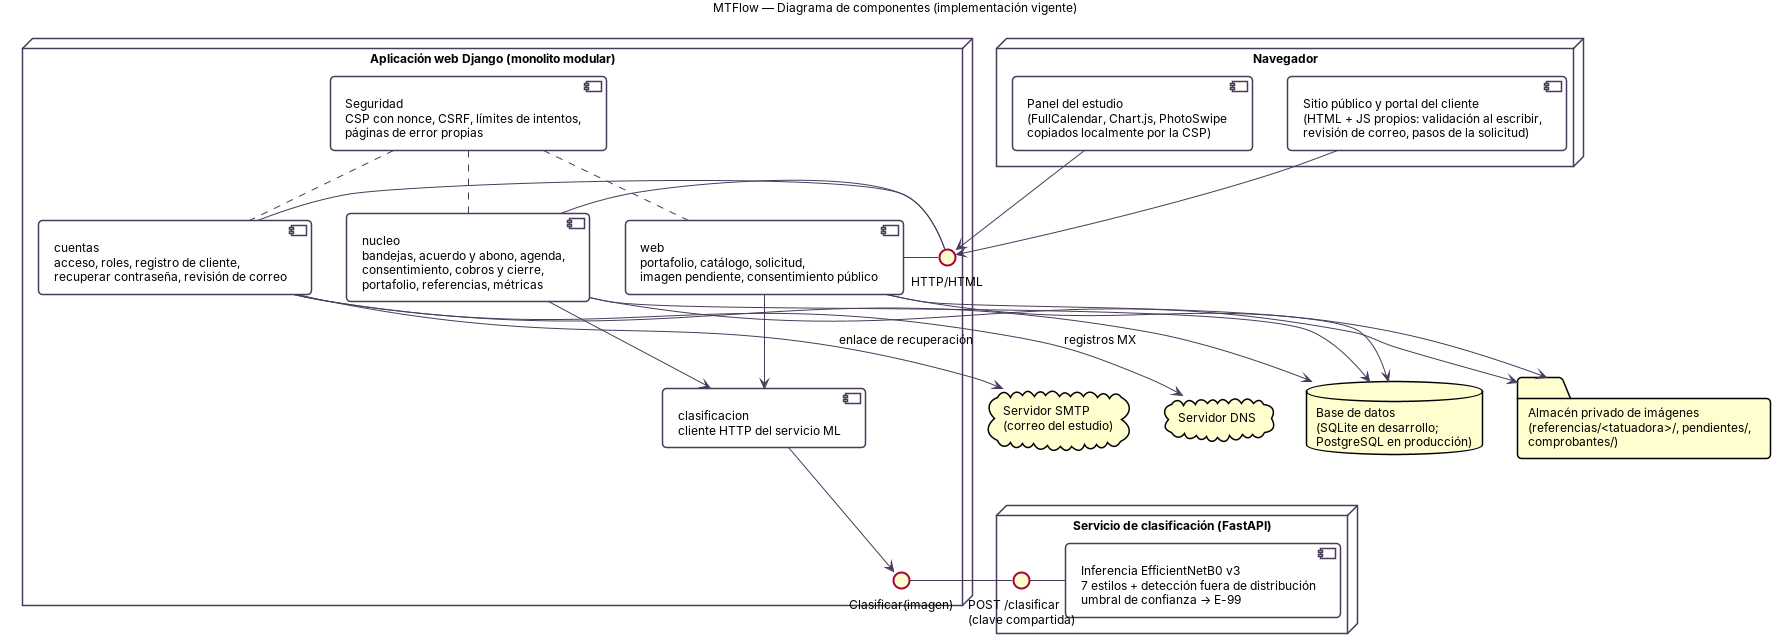 MTFlow — Diagrama de componentes (implementación vigente)
Aplicación web Django (monolito modular)
Seguridad
CSP con nonce, CSRF, límites de intentos,
páginas de error propias
Navegador
Panel del estudio
(FullCalendar, Chart.js, PhotoSwipe
copiados localmente por la CSP)
Sitio público y portal del cliente
(HTML + JS propios: validación al escribir,
revisión de correo, pasos de la solicitud)
cuentas
acceso, roles, registro de cliente,
recuperar contraseña, revisión de correo
nucleo
bandejas, acuerdo y abono, agenda,
consentimiento, cobros y cierre,
portafolio, referencias, métricas
web
portafolio, catálogo, solicitud,
imagen pendiente, consentimiento público
HTTP/HTML
enlace de recuperación
registros MX
clasificacion
cliente HTTP del servicio ML
Servidor SMTP
(correo del estudio)
Servidor DNS
Base de datos
(SQLite en desarrollo;
PostgreSQL en producción)
Almacén privado de imágenes
(referencias/<tatuadora>/, pendientes/,
comprobantes/)
Servicio de clasificación (FastAPI)
Inferencia EfficientNetB0 v3
7 estilos + detección fuera de distribución
umbral de confianza → E-99
Clasificar(imagen)
POST /clasificar
(clave compartida)